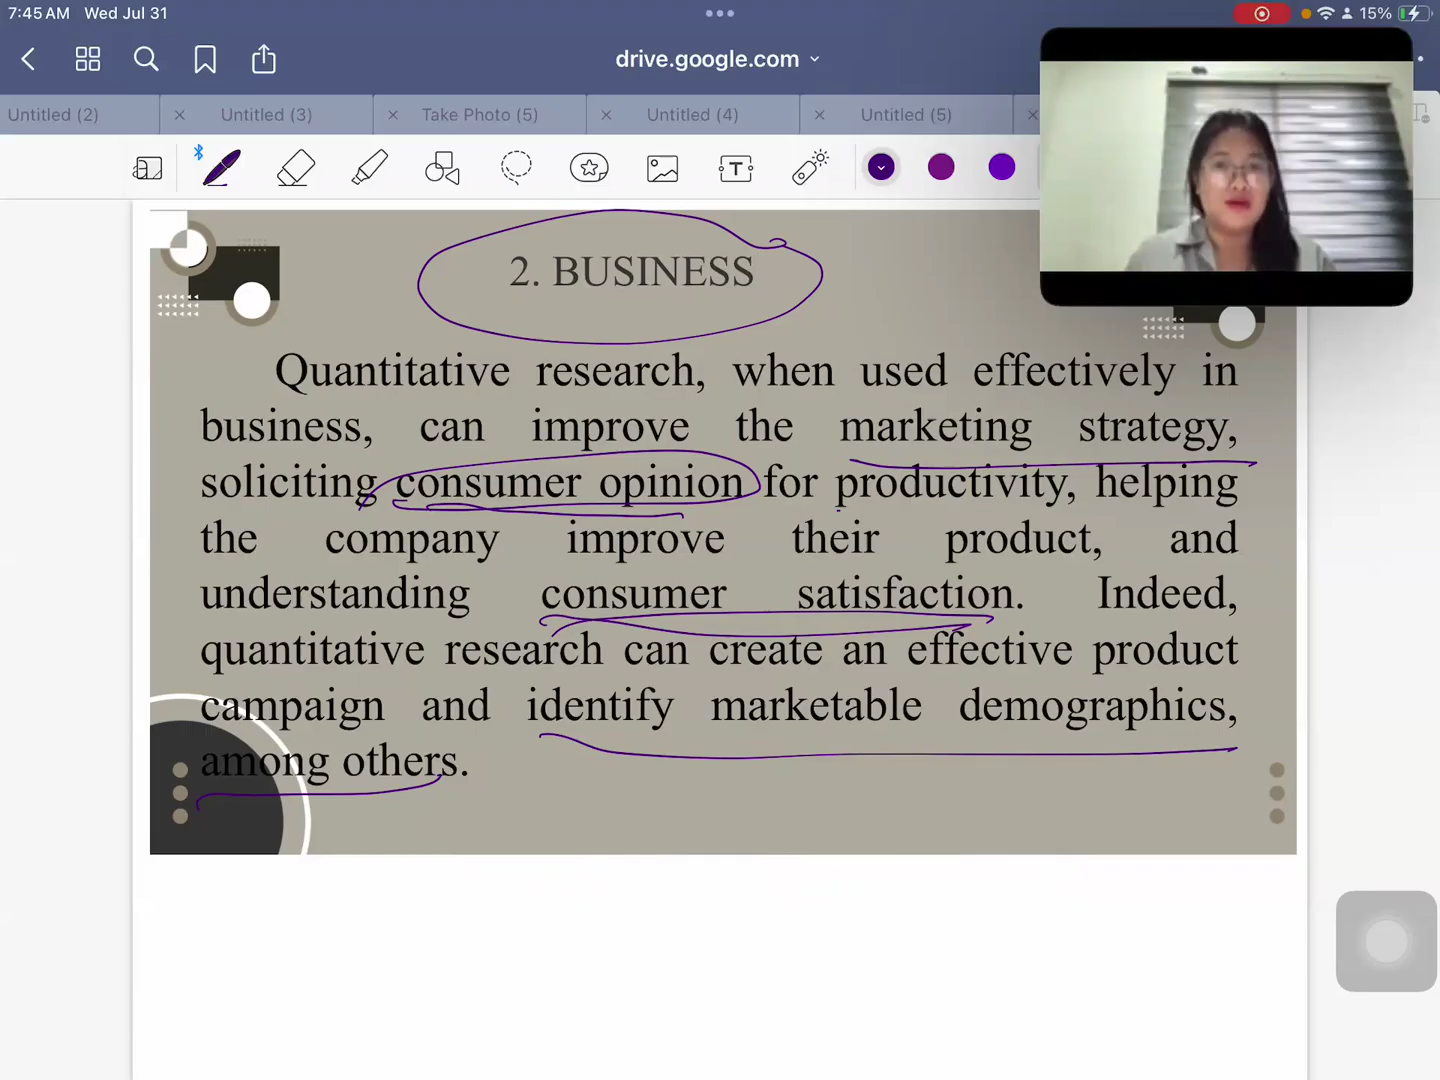 7:45 AM Wed Jul 31
15%
drive.google.com
Untitled (2)
Untitled (3)
Take Photo (5)
Untitled (4)
Untitled (5)
2. BUSINESS
Quantitative research, when used effectively in
business, can improve the marketing strategy,
soliciting consumer opinion for productivity, helping
the company improve their product, and
understanding consumer satisfaction. Indeed,
quantitative research can create an effective product
campaign and identify marketable demographics,
among others.